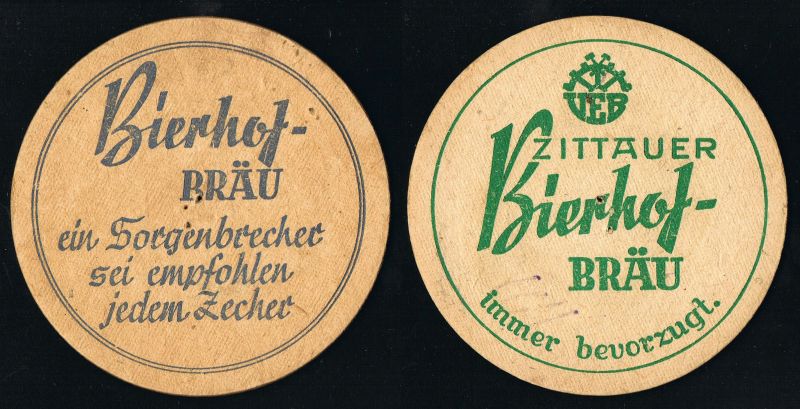 Bierhof-
BRÄU
ein Sorgenbrecher
sei empfohlen
jedem Zecher
VEB
ZITTAUER
Bierhof-
BRÄU
immer bevorzugt.